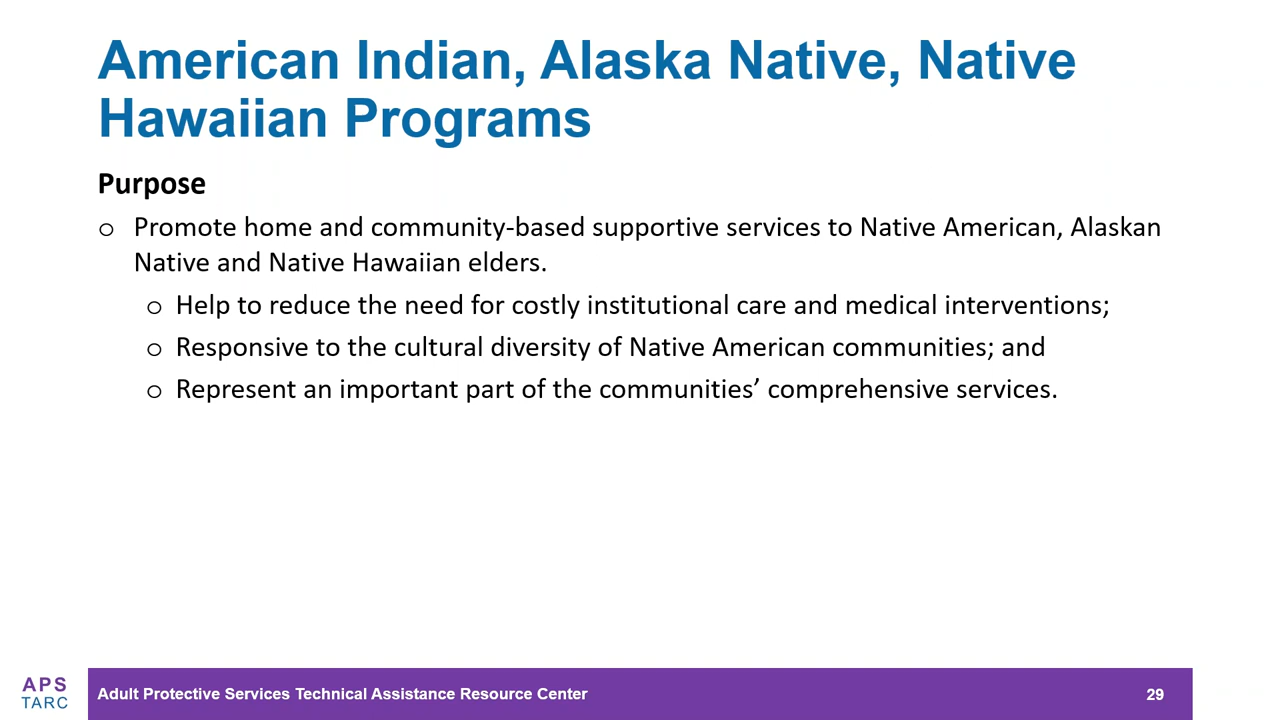 American Indian, Alaska Native, Native
Hawaiian Programs
Purpose
o Promote home and community-based supportive services to Native American, Alaskan
Native and Native Hawaiian elders.
o Help to reduce the need for costly institutional care and medical interventions;
o Responsive to the cultural diversity of Native American communities; and
o Represent an important part of the communities’ comprehensive services.
APS
TARC
Adult Protective Services Technical Assistance Resource Center
29